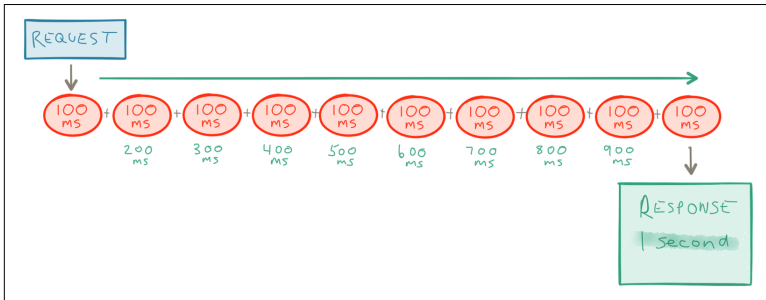 REQUEST
100 + 100 + 100 + 100 + 100 + 100 + 100 + 100 + 100 + 100
ms ms ms ms ms ms ms ms ms ms
200 300 400 500 600 700 800 900
ms ms ms ms ms ms ms ms
RESPONSE
1 second